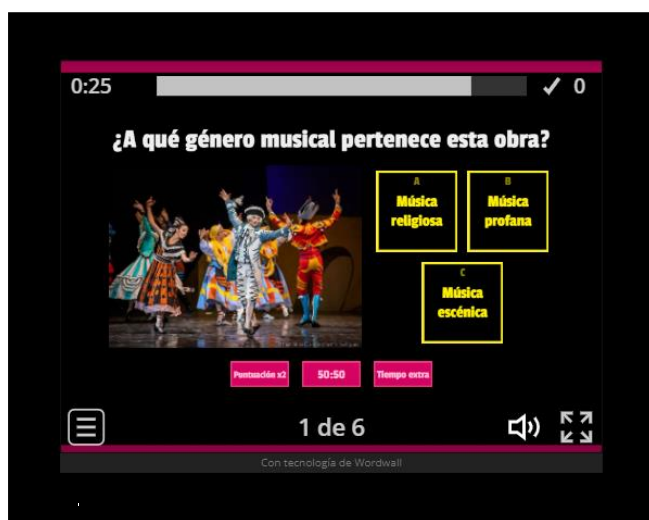 0:25
✓ 0
¿A qué género musical pertenece esta obra?
A
Música
religiosa
B
Música
profana
C
Música
escénica
Puntuación x2
50:50
Tiempo extra
1 de 6
Con tecnología de Wordwall